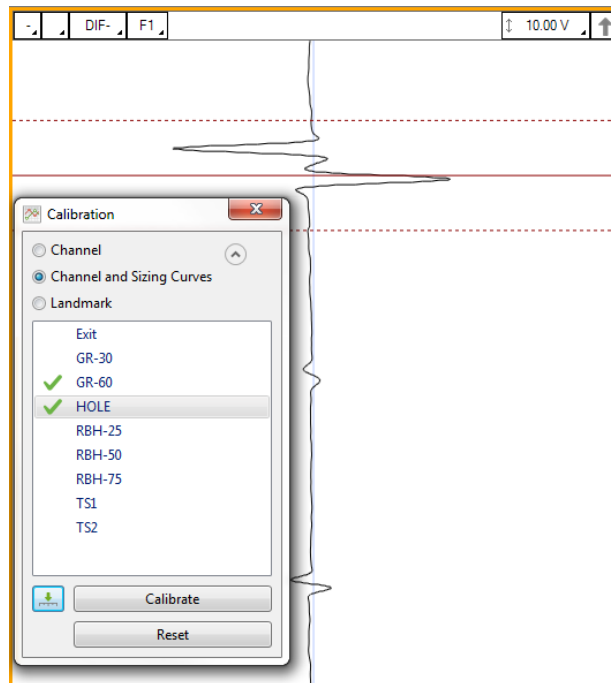 - DIF- F1 10.00 V
Calibration
Channel
Channel and Sizing Curves
Landmark
Exit
GR-30
GR-60
HOLE
RBH-25
RBH-50
RBH-75
TS1
TS2
Calibrate
Reset